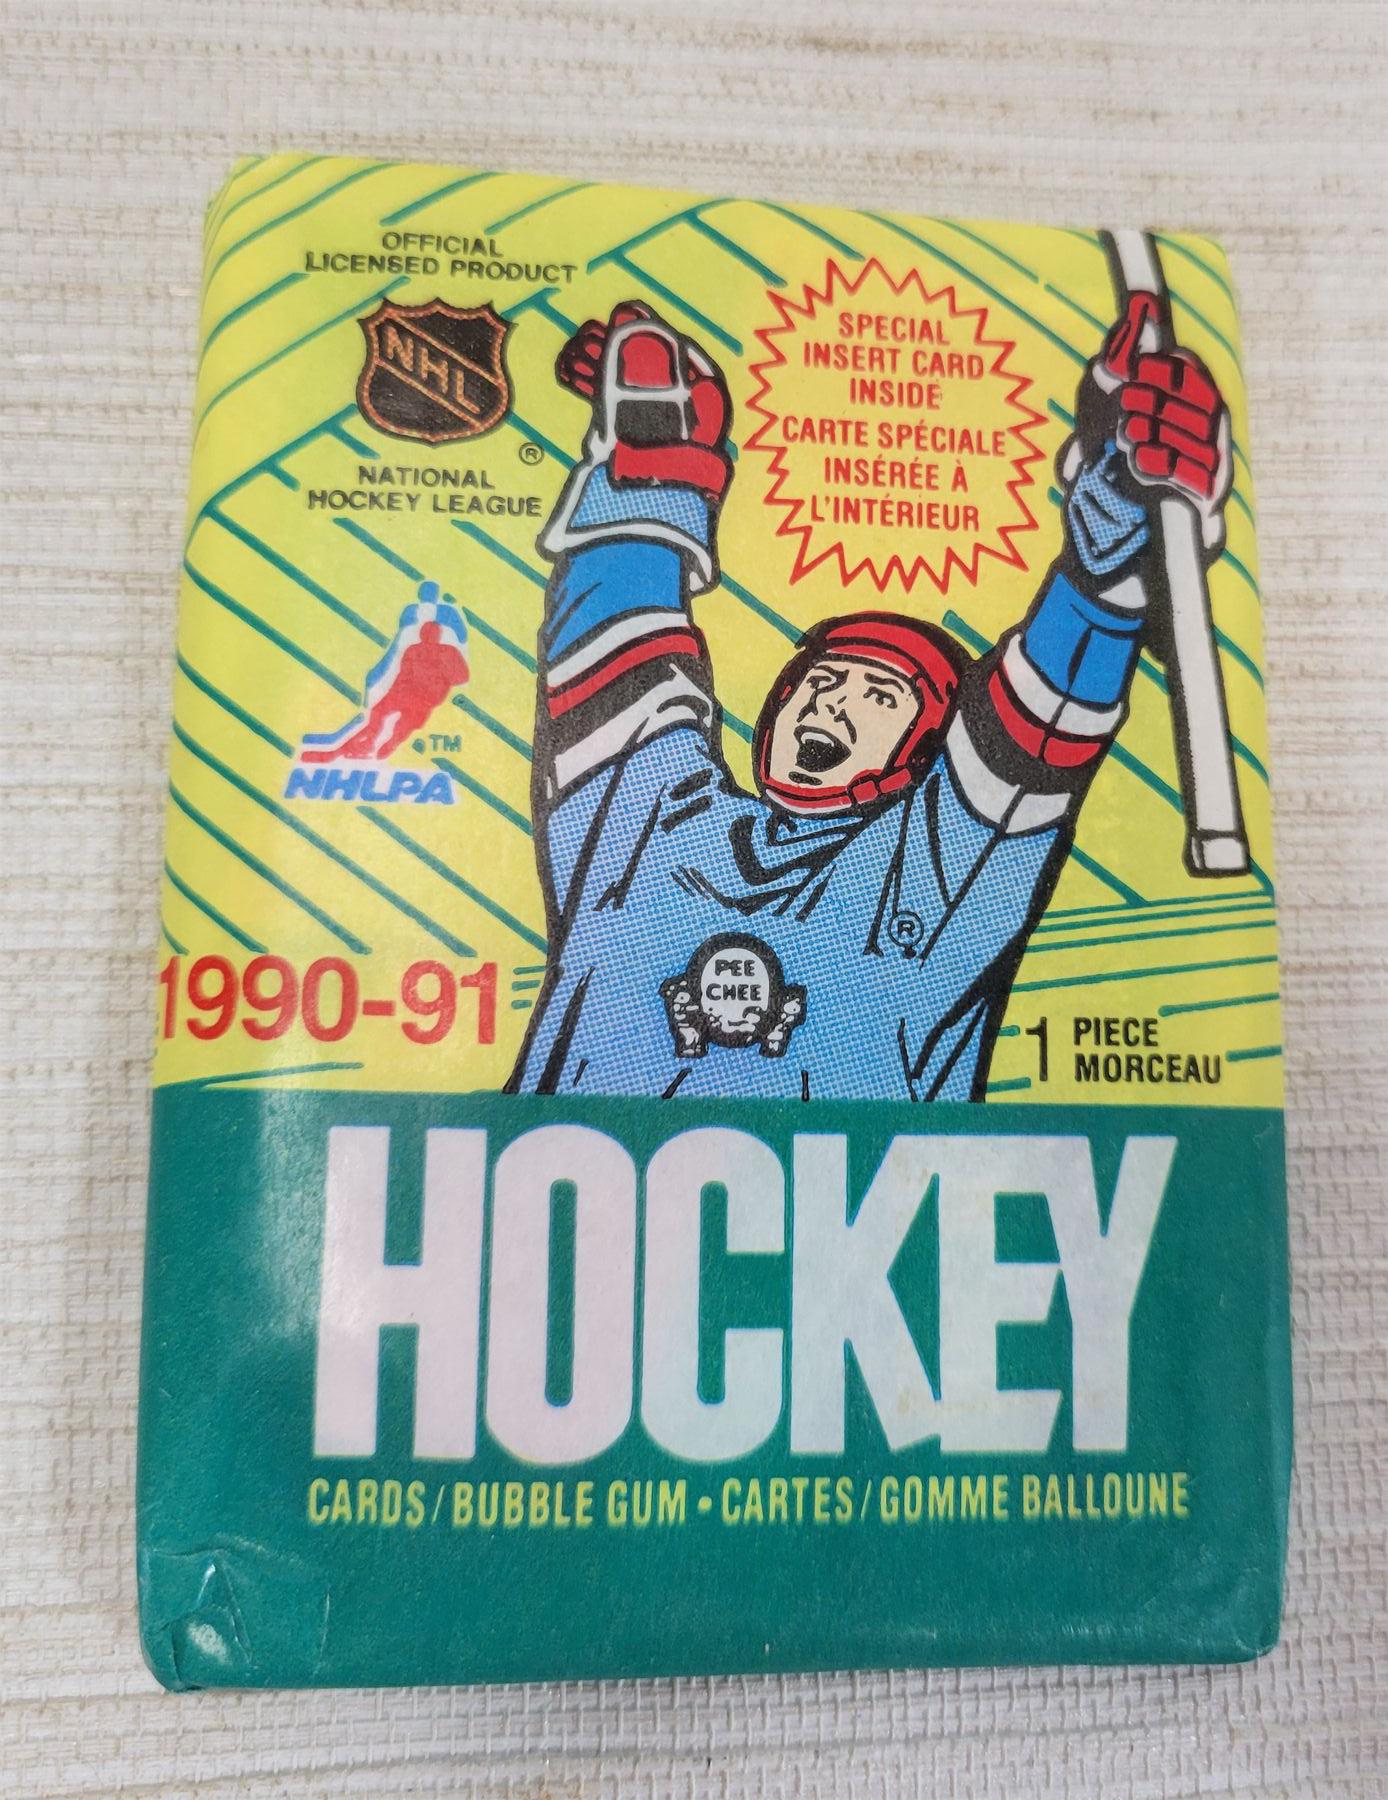 OFFICIAL
LICENSED PRODUCT
NHL
®
NATIONAL
HOCKEY LEAGUE
SPECIAL
INSERT CARD
INSIDE
CARTE SPÉCIALE
INSÉRÉE À
L'INTÉRIEUR
TM
NHLPA
®
PEE
CHEE
1990-91
1 PIECE
MORCEAU
HOCKEY
CARDS/BUBBLE GUM • CARTES/GOMME BALLOUNE